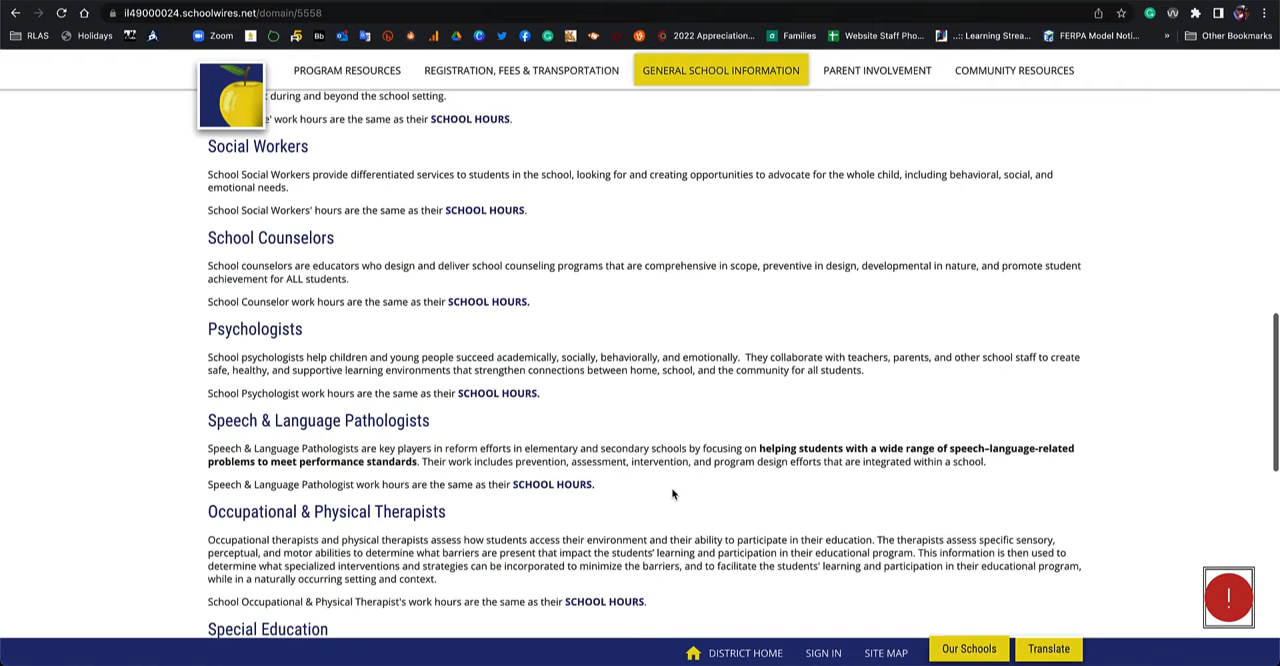 il49000024.schoolwires.net/domain/5558
RLAS Holidays Zoom Bb 2022 Appreciation... Families Website Staff Pho... ..:: Learning Strea... FERPA Model Noti... » Other Bookmarks
PROGRAM RESOURCES REGISTRATION, FEES & TRANSPORTATION GENERAL SCHOOL INFORMATION PARENT INVOLVEMENT COMMUNITY RESOURCES
during and beyond the school setting.
' work hours are the same as their SCHOOL HOURS.
Social Workers
School Social Workers provide differentiated services to students in the school, looking for and creating opportunities to advocate for the whole child, including behavioral, social, and
emotional needs.
School Social Workers' hours are the same as their SCHOOL HOURS.
School Counselors
School counselors are educators who design and deliver school counseling programs that are comprehensive in scope, preventive in design, developmental in nature, and promote student
achievement for ALL students.
School Counselor work hours are the same as their SCHOOL HOURS.
Psychologists
School psychologists help children and young people succeed academically, socially, behaviorally, and emotionally. They collaborate with teachers, parents, and other school staff to create
safe, healthy, and supportive learning environments that strengthen connections between home, school, and the community for all students.
School Psychologist work hours are the same as their SCHOOL HOURS.
Speech & Language Pathologists
Speech & Language Pathologists are key players in reform efforts in elementary and secondary schools by focusing on helping students with a wide range of speech–language-related
problems to meet performance standards. Their work includes prevention, assessment, intervention, and program design efforts that are integrated within a school.
Speech & Language Pathologist work hours are the same as their SCHOOL HOURS.
Occupational & Physical Therapists
Occupational therapists and physical therapists assess how students access their environment and their ability to participate in their education. The therapists assess specific sensory,
perceptual, and motor abilities to determine what barriers are present that impact the students' learning and participation in their educational program. This information is then used to
determine what specialized interventions and strategies can be incorporated to minimize the barriers, and to facilitate the students' learning and participation in their educational program,
while in a naturally occurring setting and context.
School Occupational & Physical Therapist's work hours are the same as their SCHOOL HOURS.
Special Education
!
DISTRICT HOME SIGN IN SITE MAP Our Schools Translate